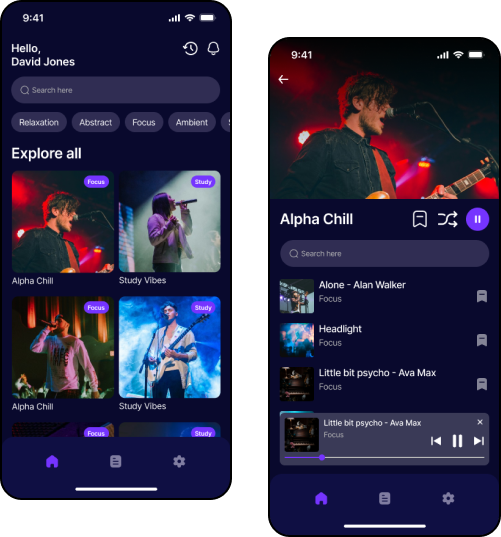 9:41
Hello,
David Jones
Search here
Relaxation Abstract Focus Ambient
Explore all
Focus
Study
Alpha Chill
Study Vibes
Focus
Study
Alpha Chill
Study Vibes
Focus
Study
9:41
Alpha Chill
Search here
Alone - Alan Walker
Focus
Headlight
Focus
Little bit psycho - Ava Max
Focus
Little bit psycho - Ava Max
Focus